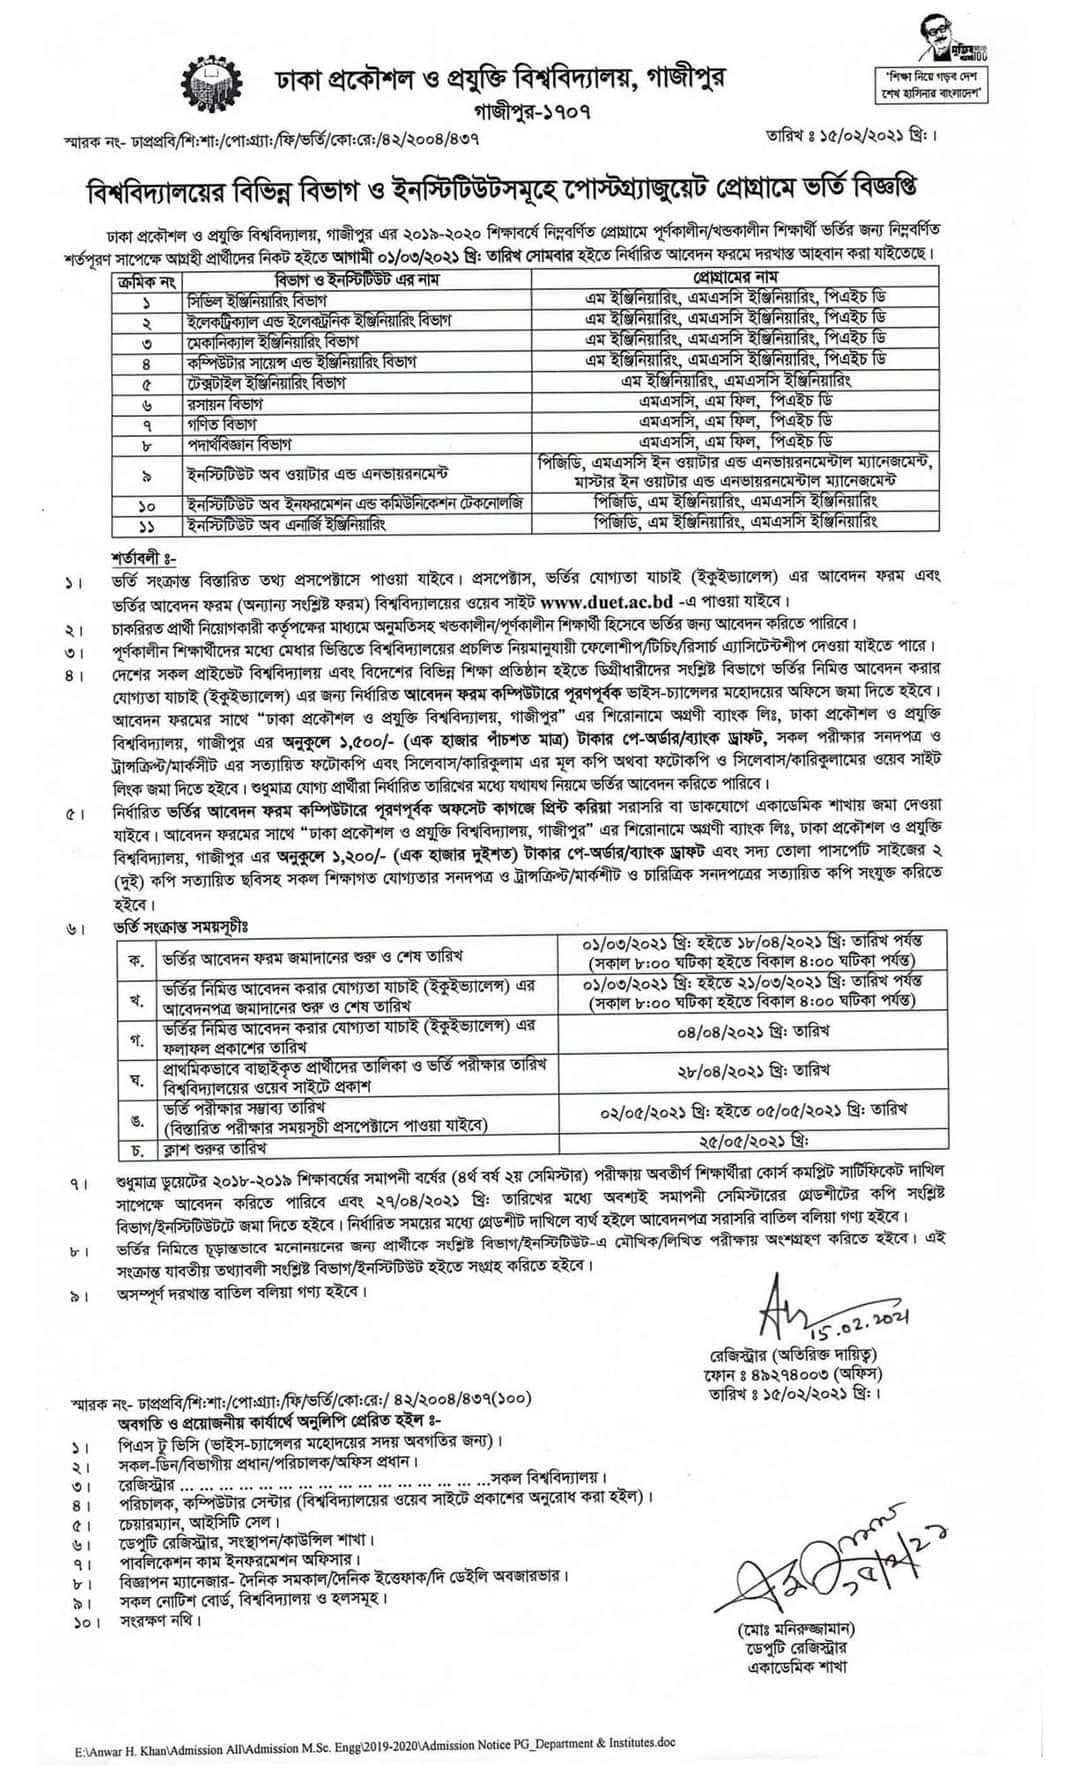 মুজিব
১০০
'শিক্ষা নিয়ে গড়ব দেশ
শেখ হাসিনার বাংলাদেশ'
ঢাকা প্রকৌশল ও প্রযুক্তি বিশ্ববিদ্যালয়, গাজীপুর
গাজীপুর-১৭০৭
স্মারক নং- ঢাপ্রপ্রবি/শি:শা:/পো:গ্র্যা:/ফি/ভর্তি/কো:রে:/৪২/২০০৪/৪৩৭ তারিখ ঃ ১৫/০২/২০২১ খ্রি: ।
বিশ্ববিদ্যালয়ের বিভিন্ন বিভাগ ও ইনস্টিটিউটসমূহে পোস্টগ্র্যাজুয়েট প্রোগ্রামে ভর্তি বিজ্ঞপ্তি
ঢাকা প্রকৌশল ও প্রযুক্তি বিশ্ববিদ্যালয়, গাজীপুর এর ২০১৯-২০২০ শিক্ষাবর্ষে নিম্নবর্ণিত প্রোগ্রামে পূর্ণকালীন/খন্ডকালীন শিক্ষার্থী ভর্তির জন্য নিম্নবর্ণিত
শর্তপূরণ সাপেক্ষে আগ্রহী প্রার্থীদের নিকট হইতে আগামী ০১/০৩/২০২১ খ্রি: তারিখ সোমবার হইতে নির্ধারিত আবেদন ফরমে দরখাস্ত আহবান করা যাইতেছে।
ক্রমিক নং বিভাগ ও ইনস্টিটিউট এর নাম প্রোগ্রামের নাম
১ সিভিল ইঞ্জিনিয়ারিং বিভাগ এম ইঞ্জিনিয়ারিং, এমএসসি ইঞ্জিনিয়ারিং, পিএইচ ডি
২ ইলেকট্রিক্যাল এন্ড ইলেকট্রনিক ইঞ্জিনিয়ারিং বিভাগ এম ইঞ্জিনিয়ারিং, এমএসসি ইঞ্জিনিয়ারিং, পিএইচ ডি
৩ মেকানিক্যাল ইঞ্জিনিয়ারিং বিভাগ এম ইঞ্জিনিয়ারিং, এমএসসি ইঞ্জিনিয়ারিং, পিএইচ ডি
৪ কম্পিউটার সায়েন্স এন্ড ইঞ্জিনিয়ারিং বিভাগ এম ইঞ্জিনিয়ারিং, এমএসসি ইঞ্জিনিয়ারিং, পিএইচ ডি
৫ টেক্সটাইল ইঞ্জিনিয়ারিং বিভাগ এম ইঞ্জিনিয়ারিং, এমএসসি ইঞ্জিনিয়ারিং
৬ রসায়ন বিভাগ এমএসসি, এম ফিল, পিএইচ ডি
৭ গণিত বিভাগ এমএসসি, এম ফিল, পিএইচ ডি
৮ পদার্থবিজ্ঞান বিভাগ এমএসসি, এম ফিল, পিএইচ ডি
৯ ইনস্টিটিউট অব ওয়াটার এন্ড এনভায়রনমেন্ট পিজিডি, এমএসসি ইন ওয়াটার এন্ড এনভায়রনমেন্টাল ম্যানেজমেন্ট,
মাস্টার ইন ওয়াটার এন্ড এনভায়রনমেন্টাল ম্যানেজমেন্ট
১০ ইনস্টিটিউট অব ইনফরমেশন এন্ড কমিউনিকেশন টেকনোলজি পিজিডি, এম ইঞ্জিনিয়ারিং, এমএসসি ইঞ্জিনিয়ারিং
১১ ইনস্টিটিউট অব এনার্জি ইঞ্জিনিয়ারিং পিজিডি, এম ইঞ্জিনিয়ারিং, এমএসসি ইঞ্জিনিয়ারিং
শর্তাবলী ঃ-
১। ভর্তি সংক্রান্ত বিস্তারিত তথ্য প্রসপেক্টাসে পাওয়া যাইবে। প্রসপেক্টাস, ভর্তির যোগ্যতা যাচাই (ইকুইভ্যালেন্স) এর আবেদন ফরম এবং
ভর্তির আবেদন ফরম (অন্যান্য সংশ্লিষ্ট ফরম) বিশ্ববিদ্যালয়ের ওয়েব সাইট www.duet.ac.bd -এ পাওয়া যাইবে।
২। চাকরিরত প্রার্থী নিয়োগকারী কর্তৃপক্ষের মাধ্যমে অনুমতিসহ খন্ডকালীন/পূর্ণকালীন শিক্ষার্থী হিসেবে ভর্তির জন্য আবেদন করিতে পারিবে।
৩। পূর্ণকালীন শিক্ষার্থীদের মধ্যে মেধার ভিত্তিতে বিশ্ববিদ্যালয়ের প্রচলিত নিয়মানুযায়ী ফেলোশীপ/টিচিং/রিসার্চ এ্যাসিটেন্টশীপ দেওয়া যাইতে পারে।
৪। দেশের সকল প্রাইভেট বিশ্ববিদ্যালয় এবং বিদেশের বিভিন্ন শিক্ষা প্রতিষ্ঠান হইতে ডিগ্রীধারীদের সংশ্লিষ্ট বিভাগে ভর্তির নিমিত্ত আবেদন করার
যোগ্যতা যাচাই (ইকুইভ্যালেন্স) এর জন্য নির্ধারিত আবেদন ফরম কম্পিউটারে পূরণপূর্বক ভাইস-চ্যান্সেলর মহোদয়ের অফিসে জমা দিতে হইবে।
আবেদন ফরমের সাথে “ঢাকা প্রকৌশল ও প্রযুক্তি বিশ্ববিদ্যালয়, গাজীপুর” এর শিরোনামে অগ্রণী ব্যাংক লিঃ, ঢাকা প্রকৌশল ও প্রযুক্তি
বিশ্ববিদ্যালয়, গাজীপুর এর অনুকূলে ১,৫০০/- (এক হাজার পাঁচশত মাত্র) টাকার পে-অর্ডার/ব্যাংক ড্রাফট, সকল পরীক্ষার সনদপত্র ও
ট্রান্সক্রিপ্ট/মার্কসীট এর সত্যায়িত ফটোকপি এবং সিলেবাস/কারিকুলাম এর মূল কপি অথবা ফটোকপি ও সিলেবাস/কারিকুলামের ওয়েব সাইট
লিংক জমা দিতে হইবে। শুধুমাত্র যোগ্য প্রার্থীরা নির্ধারিত তারিখের মধ্যে যথাযথ নিয়মে ভর্তির আবেদন করিতে পারিবে।
৫। নির্ধারিত ভর্তির আবেদন ফরম কম্পিউটারে পূরণপূর্বক অফসেট কাগজে প্রিন্ট করিয়া সরাসরি বা ডাকযোগে একাডেমিক শাখায় জমা দেওয়া
যাইবে। আবেদন ফরমের সাথে “ঢাকা প্রকৌশল ও প্রযুক্তি বিশ্ববিদ্যালয়, গাজীপুর” এর শিরোনামে অগ্রণী ব্যাংক লিঃ, ঢাকা প্রকৌশল ও প্রযুক্তি
বিশ্ববিদ্যালয়, গাজীপুর এর অনুকূলে ১,২০০/- (এক হাজার দুইশত) টাকার পে-অর্ডার/ব্যাংক ড্রাফট এবং সদ্য তোলা পাসপোর্ট সাইজের ২
(দুই) কপি সত্যায়িত ছবিসহ সকল শিক্ষাগত যোগ্যতার সনদপত্র ও ট্রান্সক্রিপ্ট/মার্কশীট ও চারিত্রিক সনদপত্রের সত্যায়িত কপি সংযুক্ত করিতে
হইবে।
৬। ভর্তি সংক্রান্ত সময়সূচীঃ
ক. ভর্তির আবেদন ফরম জমাদানের শুরু ও শেষ তারিখ ০১/০৩/২০২১ খ্রি: হইতে ১৮/০৪/২০২১ খ্রি: তারিখ পর্যন্ত
(সকাল ৮:০০ ঘটিকা হইতে বিকাল ৪:০০ ঘটিকা পর্যন্ত)
খ. ভর্তির নিমিত্ত আবেদন করার যোগ্যতা যাচাই (ইকুইভ্যালেন্স) এর আবেদনপত্র জমাদানের শুরু ও শেষ তারিখ ০১/০৩/২০২১ খ্রি: হইতে ২১/০৩/২০২১ খ্রি: তারিখ পর্যন্ত
(সকাল ৮:০০ ঘটিকা হইতে বিকাল ৪:০০ ঘটিকা পর্যন্ত)
গ. ভর্তির নিমিত্ত আবেদন করার যোগ্যতা যাচাই (ইকুইভ্যালেন্স) এর
ফলাফল প্রকাশের তারিখ ০৪/০৪/২০২১ খ্রি: তারিখ
ঘ. প্রাথমিকভাবে বাছাইকৃত প্রার্থীদের তালিকা ও ভর্তি পরীক্ষার তারিখ
বিশ্ববিদ্যালয়ের ওয়েব সাইটে প্রকাশ ২৮/০৪/২০২১ খ্রি: তারিখ
ঙ. ভর্তি পরীক্ষার সম্ভাব্য তারিখ
(বিস্তারিত পরীক্ষার সময়সূচী প্রসপেক্টাসে পাওয়া যাইবে) ০২/০৫/২০২১ খ্রি: হইতে ০৫/০৫/২০২১ খ্রি: তারিখ
চ. ক্লাশ শুরুর তারিখ ২৫/০৫/২০২১ খ্রি:
৭। শুধুমাত্র ডুয়েটের ২০১৮-২০১৯ শিক্ষাবর্ষের সমাপনী বর্ষের (৪র্থ বর্ষ ২য় সেমিস্টার) পরীক্ষায় অবতীর্ণ শিক্ষার্থীরা কোর্স কমপ্লিট সার্টিফিকেট দাখিল
সাপেক্ষে আবেদন করিতে পারিবে এবং ২৭/০৪/২০২১ খ্রি: তারিখের মধ্যে অবশ্যই সমাপনী সেমিস্টারের গ্রেডশীটের কপি সংশ্লিষ্ট
বিভাগ/ইনস্টিটিউটটে জমা দিতে হইবে। নির্ধারিত সময়ের মধ্যে গ্রেডশীট দাখিলে ব্যর্থ হইলে আবেদনপত্র সরাসরি বাতিল বলিয়া গণ্য হইবে।
৮। ভর্তির নিমিত্তে চূড়ান্তভাবে মনোনয়নের জন্য প্রার্থীকে সংশ্লিষ্ট বিভাগ/ইনস্টিটিউট-এ মৌখিক/লিখিত পরীক্ষায় অংশগ্রহণ করিতে হইবে। এই
সংক্রান্ত যাবতীয় তথ্যাবলী সংশ্লিষ্ট বিভাগ/ইনস্টিটিউট হইতে সংগ্রহ করিতে হইবে।
৯। অসম্পূর্ণ দরখাস্ত বাতিল বলিয়া গণ্য হইবে।
15.02.2021
রেজিস্ট্রার (অতিরিক্ত দায়িত্ব)
ফোন ঃ ৪৯২৭৪০০৩ (অফিস)
তারিখ ঃ ১৫/০২/২০২১ খ্রি: ।
স্মারক নং- ঢাপ্রপ্রবি/শি:শা:/পো:গ্র্যা:/ফি/ভর্তি/কো:রে:/ ৪২/২০০৪/৪৩৭(১০০)
অবগতি ও প্রয়োজনীয় কার্যার্থে অনুলিপি প্রেরিত হইল ঃ-
১। পিএস টু ভিসি (ভাইস-চ্যান্সেলর মহোদয়ের সদয় অবগতির জন্য)।
২। সকল-ডিন/বিভাগীয় প্রধান/পরিচালক/অফিস প্রধান।
৩। রেজিস্ট্রার ... ... ... ... ... ... ... ... ... ... ... ... ... ... ...সকল বিশ্ববিদ্যালয়।
৪। পরিচালক, কম্পিউটার সেন্টার (বিশ্ববিদ্যালয়ের ওয়েব সাইটে প্রকাশের অনুরোধ করা হইল)।
৫। চেয়ারম্যান, আইসিটি সেল।
৬। ডেপুটি রেজিস্ট্রার, সংস্থাপন/কাউন্সিল শাখা।
৭। পাবলিকেশন কাম ইনফরমেশন অফিসার।
৮। বিজ্ঞাপন ম্যানেজার- দৈনিক সমকাল/দৈনিক ইত্তেফাক/দি ডেইলি অবজারভার।
৯। সকল নোটিশ বোর্ড, বিশ্ববিদ্যালয় ও হলসমূহ।
১০। সংরক্ষণ নথি।
(মোঃ মনিরুজ্জামান)
ডেপুটি রেজিস্ট্রার
একাডেমিক শাখা
E:\Anwar H. Khan\Admission All\Admission M.Sc. Engg\2019-2020\Admission Notice PG_Department & Institutes.doc